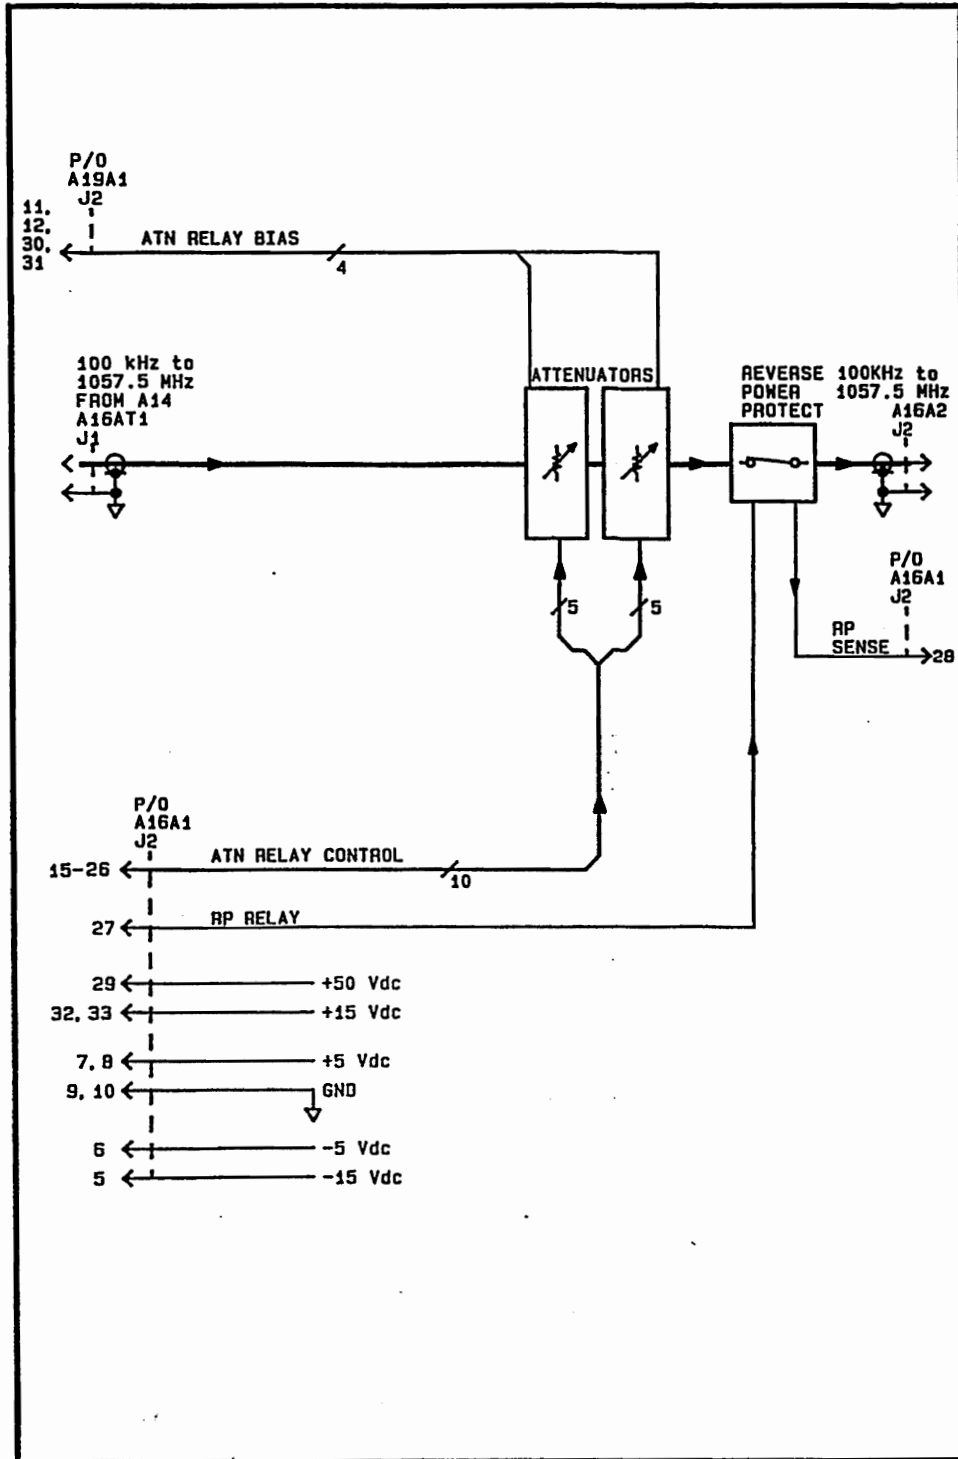 P/O
A19A1
J2
11.
12.
30.
31
ATN RELAY BIAS
4
100 kHz to
1057.5 MHz
FROM A14
A16AT1
J1
ATTENUATORS
REVERSE
POWER
PROTECT
100KHz to
1057.5 MHz
A16A2
J2
5
5
P/O
A16A1
J2
RP
SENSE
28
P/O
A16A1
J2
15-26
ATN RELAY CONTROL
10
27
RP RELAY
29
+50 Vdc
32, 33
+15 Vdc
7, 8
+5 Vdc
9, 10
GND
6
-5 Vdc
5
-15 Vdc